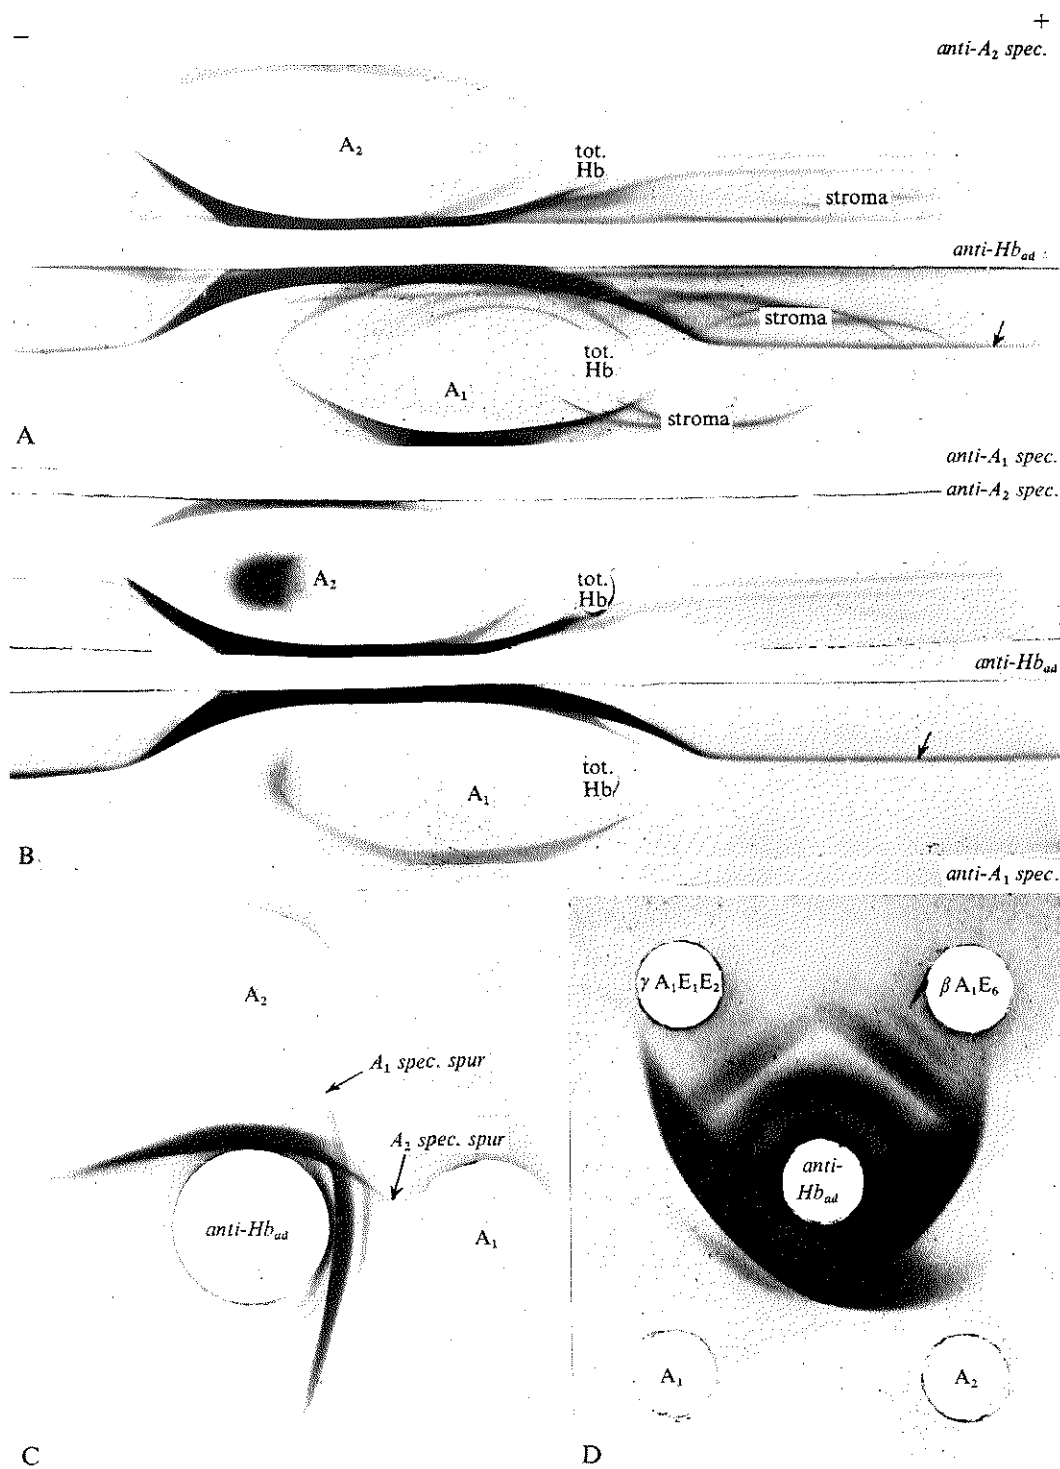 − +
anti-A₂ spec.
A₂
tot.
Hb
stroma
anti-Hb_ad
stroma
tot.
Hb
A₁
stroma
A
anti-A₁ spec.
anti-A₂ spec.
A₂
tot.
Hb
anti-Hb_ad
tot.
Hb
A₁
B
anti-A₁ spec.
A₂
A₁ spec. spur
A₂ spec. spur
anti-Hb_ad
A₁
C
γ A₁E₁E₂
β A₁E₆
anti-
Hb_ad
A₁
A₂
D